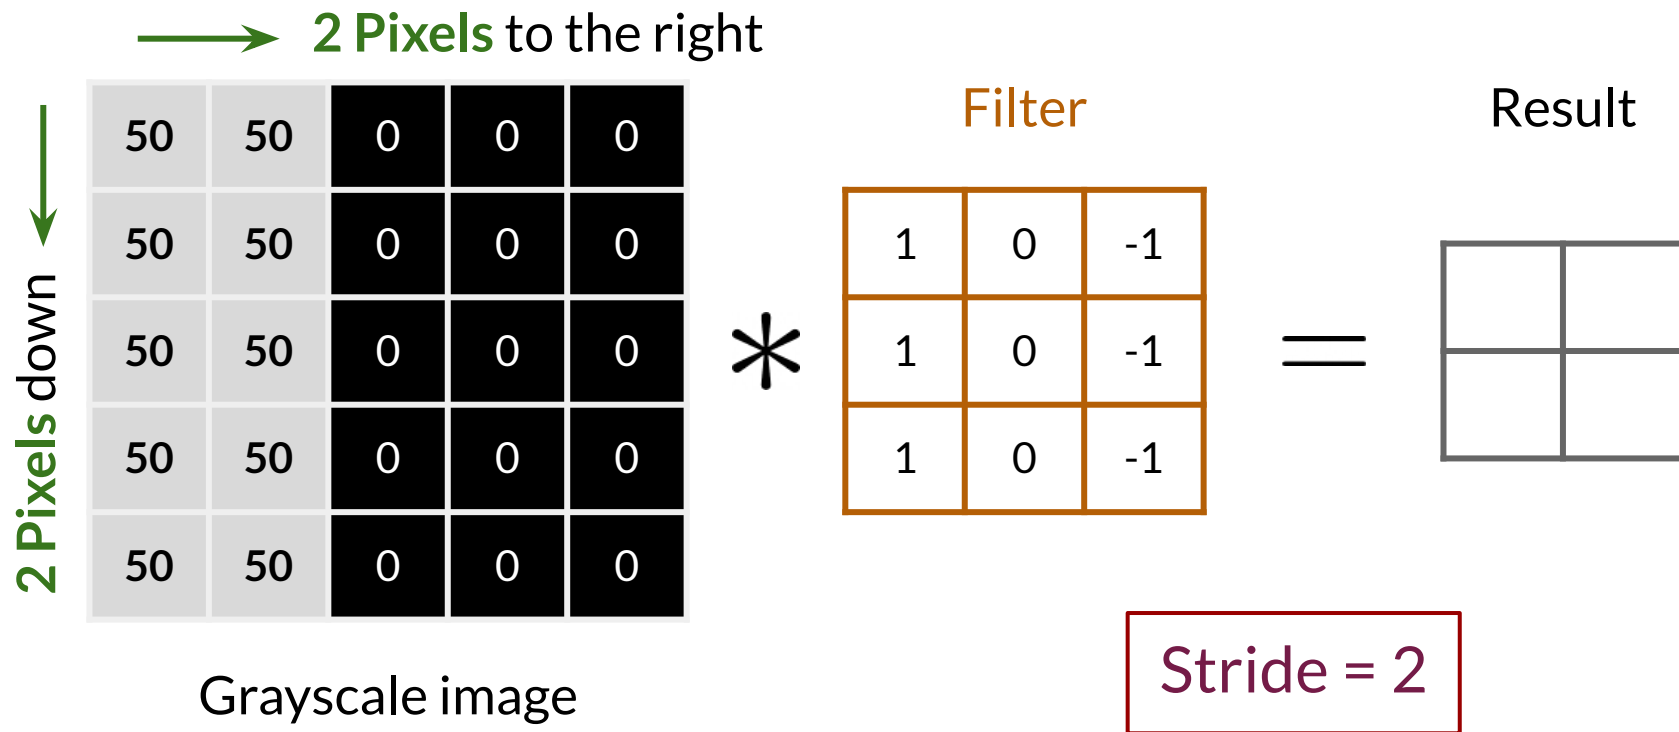 2 Pixels to the right
2 Pixels down
50 50 0 0 0
50 50 0 0 0
50 50 0 0 0
50 50 0 0 0
50 50 0 0 0
Grayscale image
*
Filter
1 0 -1
1 0 -1
1 0 -1
=
Result
Stride = 2